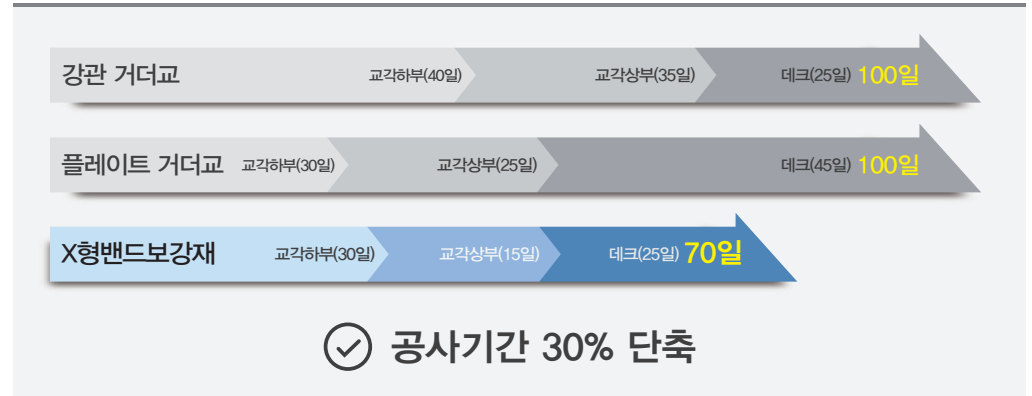 강관 거더교 교각하부(40일) 교각상부(35일) 데크(25일) 100일
플레이트 거더교 교각하부(30일) 교각상부(25일) 데크(45일) 100일
X형밴드보강재 교각하부(30일) 교각상부(15일) 데크(25일) 70일
공사기간 30% 단축